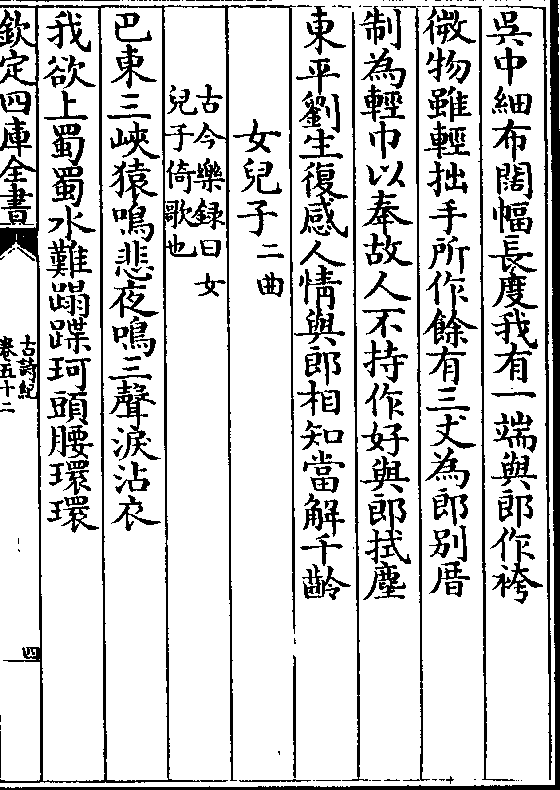 吳中細布闊幅長度我有一端與郎作袴
微物雖輕拙手所作餘有三丈為郎别厝
制為輕巾以奉故人不持作好與郎拭塵
東平劉生復感人情與郎相知當解千齡
女兒子二曲
古今樂録曰女
兒子倚歌也
巴東三峽猿鳴悲夜鳴三聲淚沾衣
我欲上蜀蜀水難蹋蹀珂頭腰環環
欽定四庫全書
古詩紀
卷五十二
四